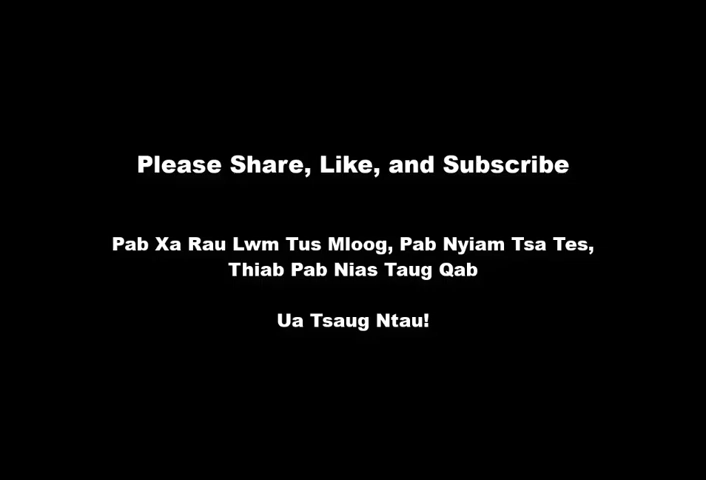 Please Share, Like, and Subscribe
Pab Xa Rau Lwm Tus Mloog, Pab Nyiam Tsa Tes,
Thiab Pab Nias Taug Qab
Ua Tsaug Ntau!